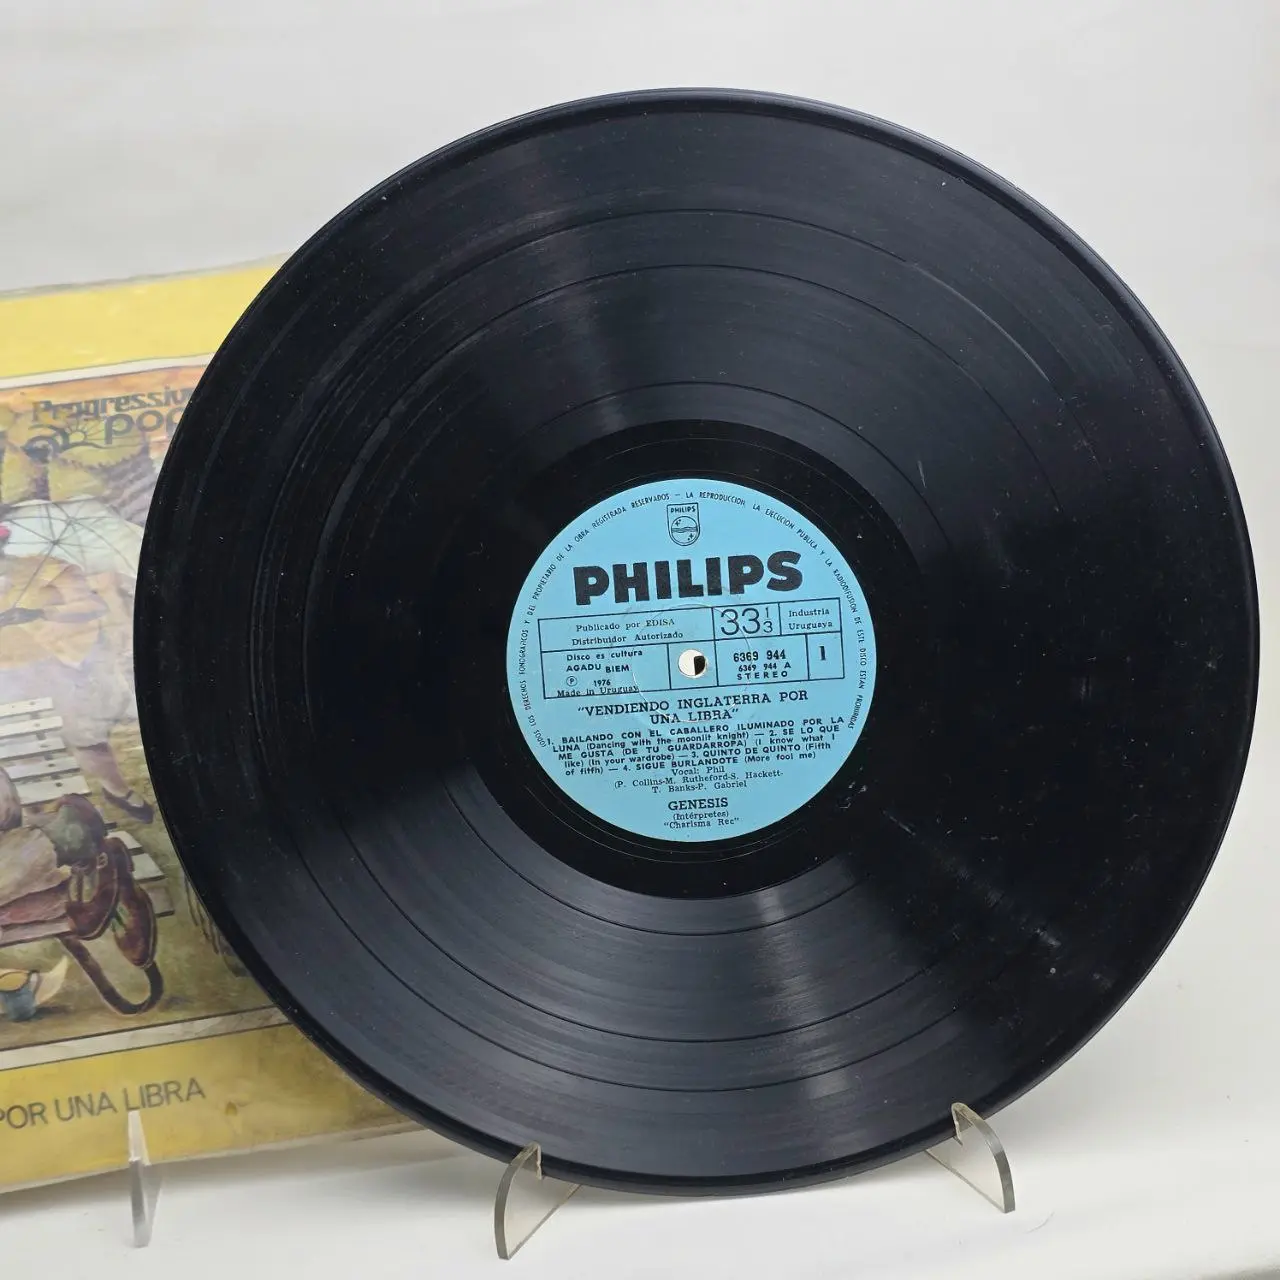 Progressive
pop
POR UNA LIBRA
DEL PROPIETARIO DE LA OBRA REGISTRADA RESERVADOS — LA REPRODUCCION, LA EJECUCION PUBLICA Y LA RADIODIFUSION DE ESTE DISCO ESTAN PROHIBIDAS
TODOS LOS DERECHOS FONOGRAFICOS Y
PHILIPS
PHILIPS
Publicado por EDISA
Distribuidor Autorizado
33 1/3
Industria
Uruguaya
Disco es cultura
AGADU BIEM
℗ 1976
Made in Uruguay
6369 944
6369 944 A
STEREO
1
"VENDIENDO INGLATERRA POR
UNA LIBRA"
1. BAILANDO CON EL CABALLERO ILUMINADO POR LA
LUNA (Dancing with the moonlit knight) — 2. SE LO QUE
ME GUSTA (DE TU GUARDARROPA) (I know what I
like) (In your wardrobe) — 3. QUINTO DE QUINTO (Fifth
of fifth) — 4. SIGUE BURLANDOTE (More fool me)
Vocal: Phil
(P. Collins-M. Rutheford-S. Hackett-
T. Banks-P. Gabriel
GENESIS
(Intérpretes)
"Charisma Rec"